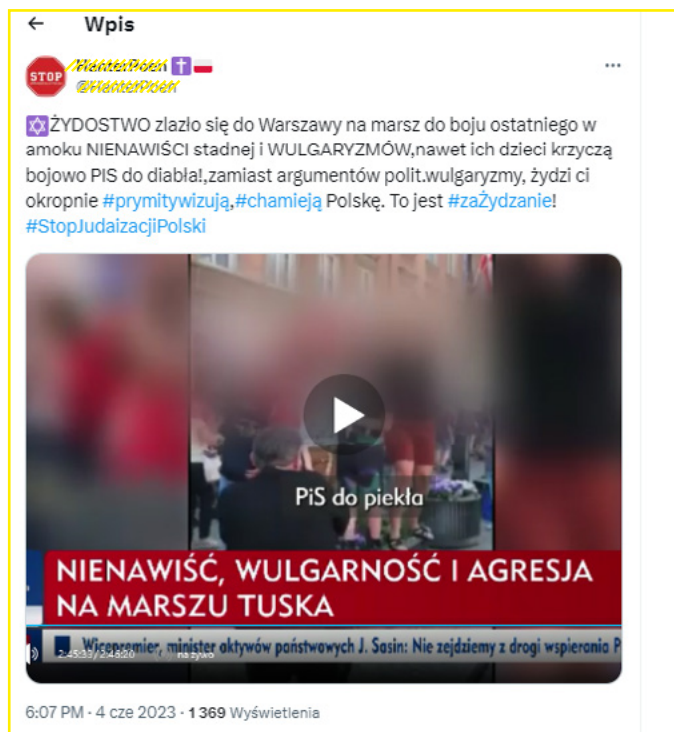 ← Wpis
STOP
✝️🇵🇱 ···
🔯ŻYDOSTWO zlazło się do Warszawy na marsz do boju ostatniego w
amoku NIENAWIŚCI stadnej i WULGARYZMÓW,nawet ich dzieci krzyczą
bojowo PIS do diabła!,zamiast argumentów polit.wulgaryzmy, żydzi ci
okropnie #prymitywizują,#chamieją Polskę. To jest #zaŻydzanie!
#StopJudaizacjiPolski
PiS do piekła
NIENAWIŚĆ, WULGARNOŚĆ I AGRESJA
NA MARSZU TUSKA
Wicepremier, minister aktywów państwowych J. Sasin: Nie zejdziemy z drogi wspierania P
na żywo
6:07 PM · 4 cze 2023 · 1 369 Wyświetlenia